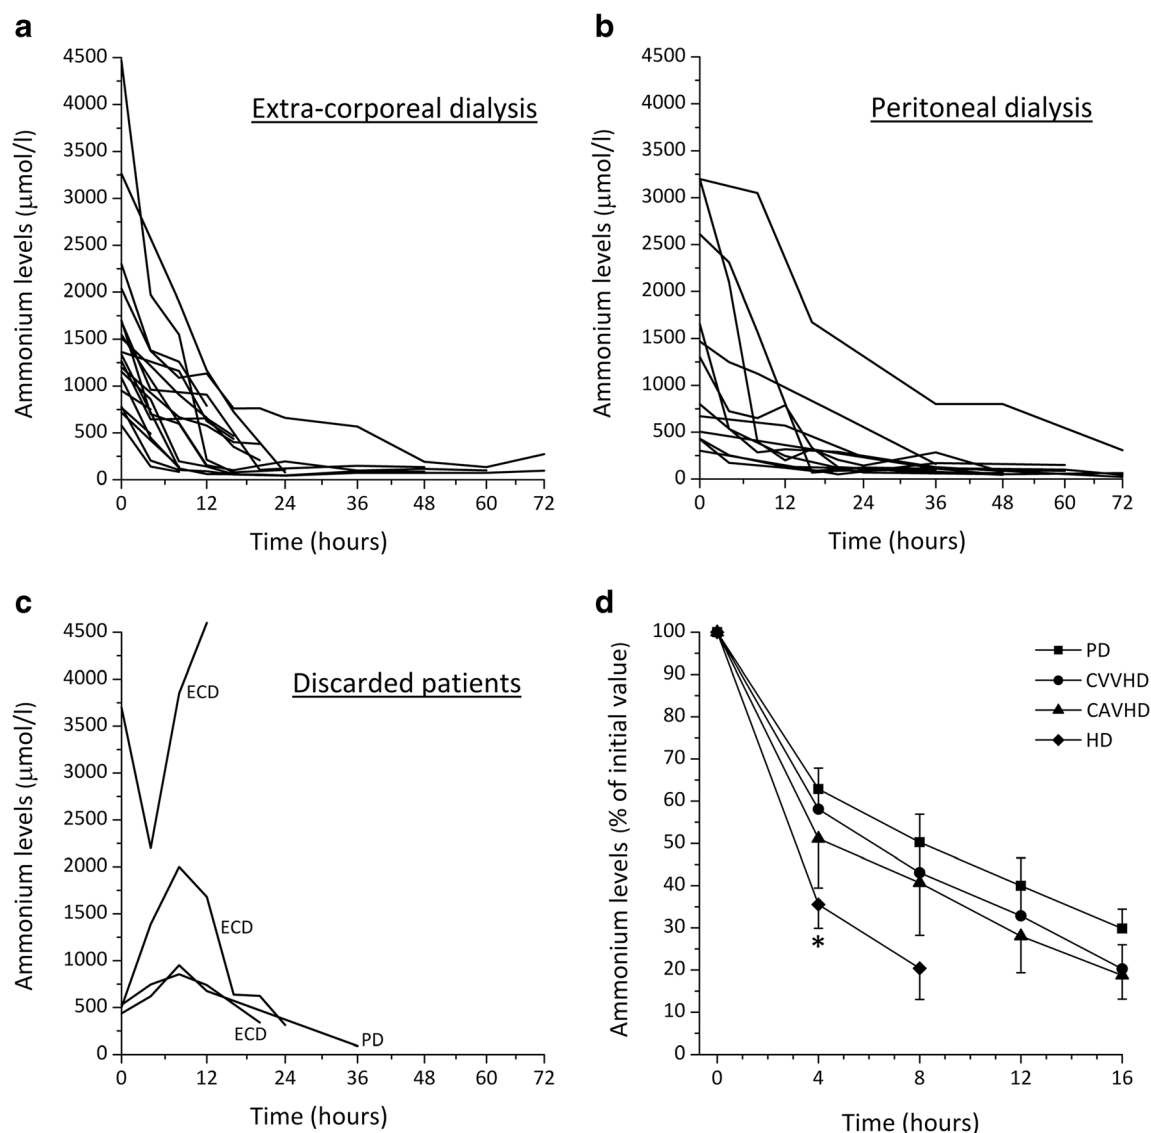 a
Extra-corporeal dialysis
Ammonium levels (μmol/l)
4500
4000
3500
3000
2500
2000
1500
1000
500
0
0 12 24 36 48 60 72
Time (hours)
b
Peritoneal dialysis
Ammonium levels (μmol/l)
4500
4000
3500
3000
2500
2000
1500
1000
500
0
0 12 24 36 48 60 72
Time (hours)
c
Discarded patients
Ammonium levels (μmol/l)
4500
4000
3500
3000
2500
2000
1500
1000
500
0
ECD
ECD
ECD
PD
0 12 24 36 48 60 72
Time (hours)
d
Ammonium levels (% of initial value)
100
90
80
70
60
50
40
30
20
10
0
PD
CVVHD
CAVHD
HD
*
0 4 8 12 16
Time (hours)